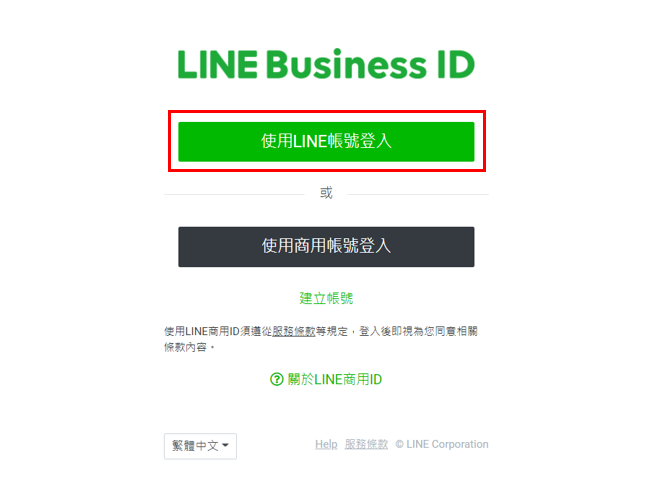 LINE Business ID
使用LINE帳號登入
或
使用商用帳號登入
建立帳號
使用LINE商用ID須遵從服務條款等規定，登入後即視為您同意相關
條款內容。
? 關於LINE商用ID
繁體中文 Help 服務條款 © LINE Corporation